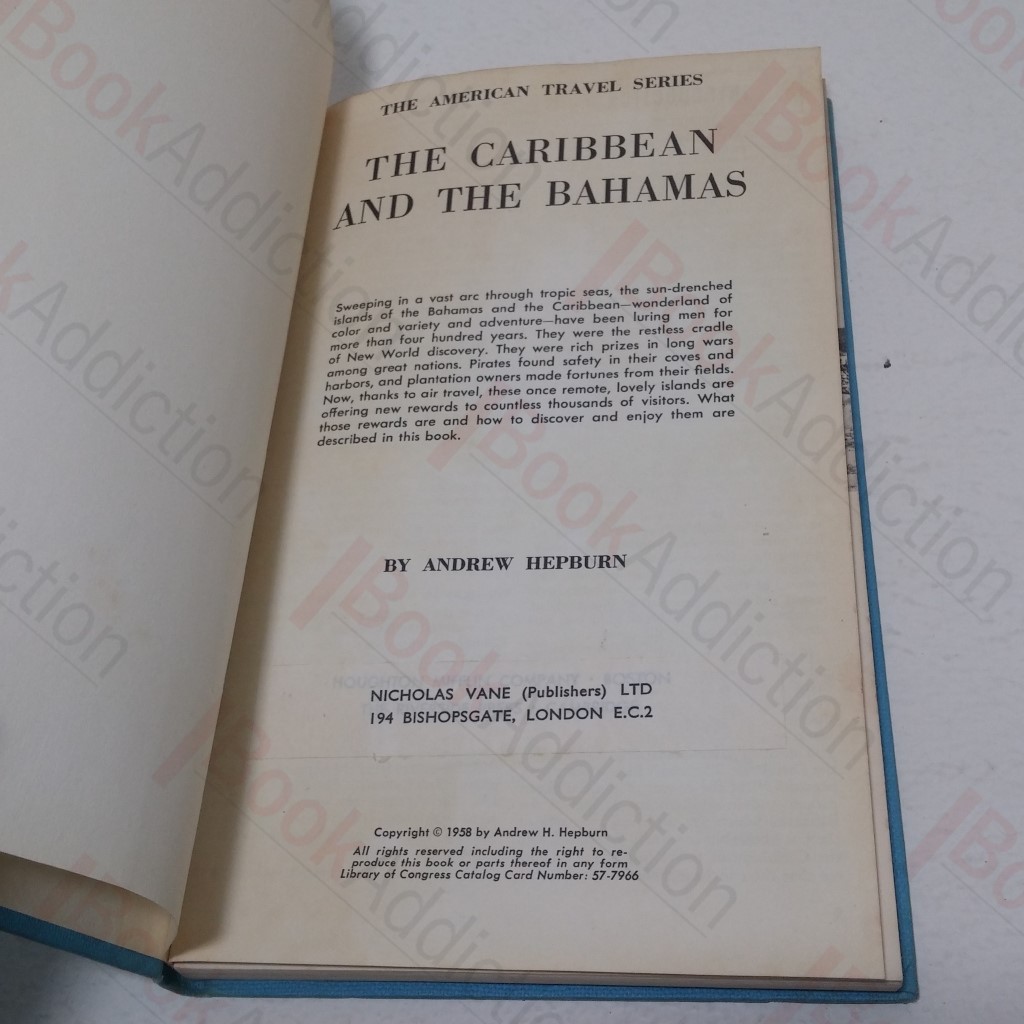 THE AMERICAN TRAVEL SERIES
THE CARIBBEAN
AND THE BAHAMAS
Sweeping in a vast arc through tropic seas, the sun-drenched
islands of the Bahamas and the Caribbean—wonderland of
color and variety and adventure—have been luring men for
more than four hundred years. They were the restless cradle
of New World discovery. They were rich prizes in long wars
among great nations. Pirates found safety in their coves and
harbors, and plantation owners made fortunes from their fields.
Now, thanks to air travel, these once remote, lovely islands are
offering new rewards to countless thousands of visitors. What
those rewards are and how to discover and enjoy them are
described in this book.
BY ANDREW HEPBURN
HOUGHTON MIFFLIN COMPANY · BOSTON
NICHOLAS VANE (Publishers) LTD
194 BISHOPSGATE, LONDON E.C.2
Copyright © 1958 by Andrew H. Hepburn
All rights reserved including the right to re-
produce this book or parts thereof in any form
Library of Congress Catalog Card Number: 57-7966
BookAddiction